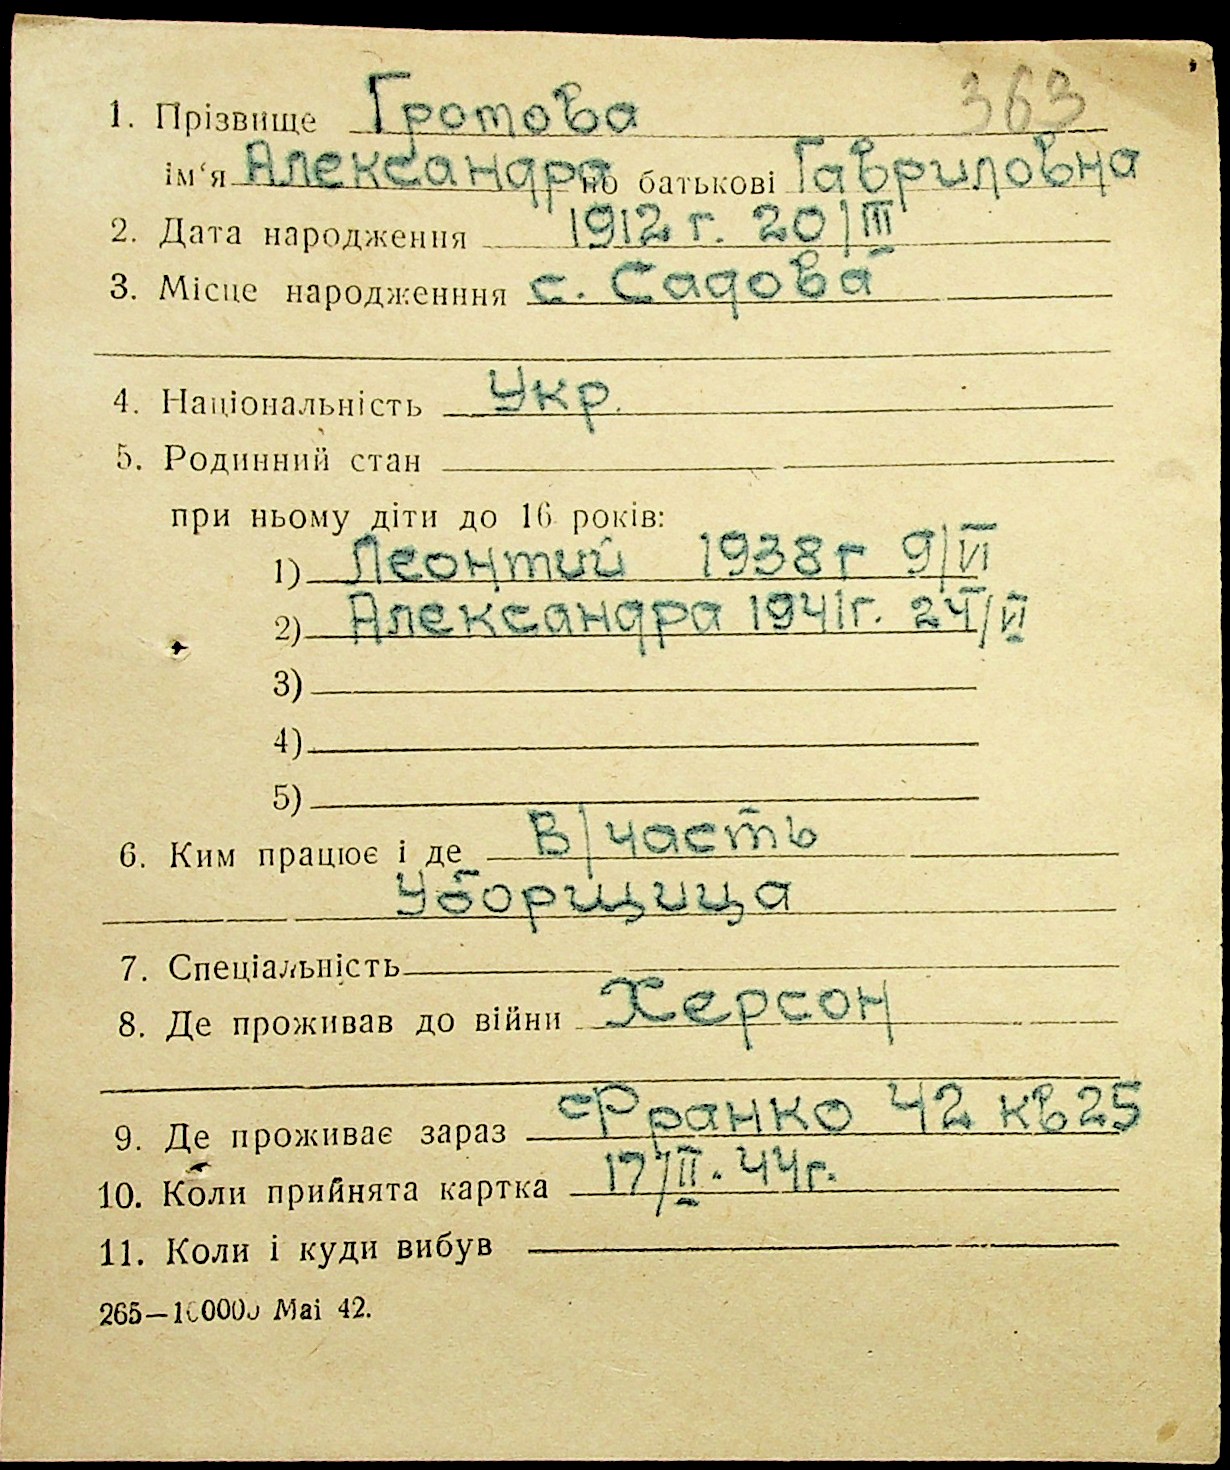 363
1. Прізвище Гротова
ім'я Александра по батькові Гавриловна
2. Дата народження 1912 г. 20/III
3. Місце народженння с. Садова
4. Національність Укр.
5. Родинний стан
при ньому діти до 16 років:
1) Леонтий 1938 г 9/VI
2) Александра 1941 г. 24/VI
3)
4)
5)
6. Ким працює і де В/часть
Уборщица
7. Спеціальність
8. Де проживав до війни Херсон
9. Де проживає зараз Франко 42 кв 25
10. Коли прийнята картка 17/II. 44 г.
11. Коли і куди вибув
265—100000 Mai 42.